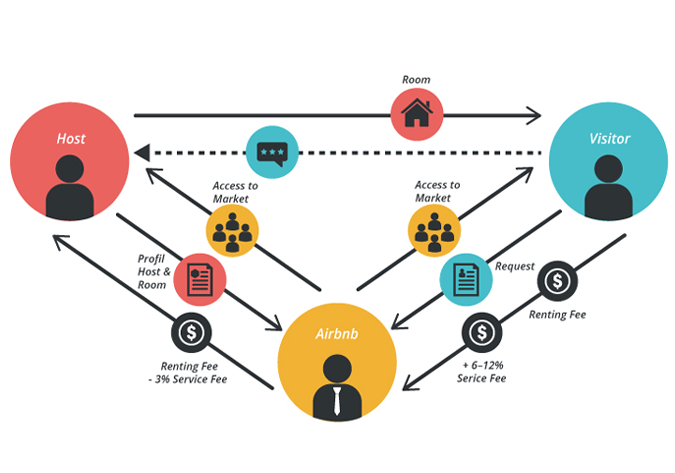 Room
Host
Visitor
Access to
Market
Access to
Market
Profil
Host &
Room
Request
Renting Fee
Airbnb
Renting Fee
- 3% Service Fee
+ 6–12%
Serice Fee